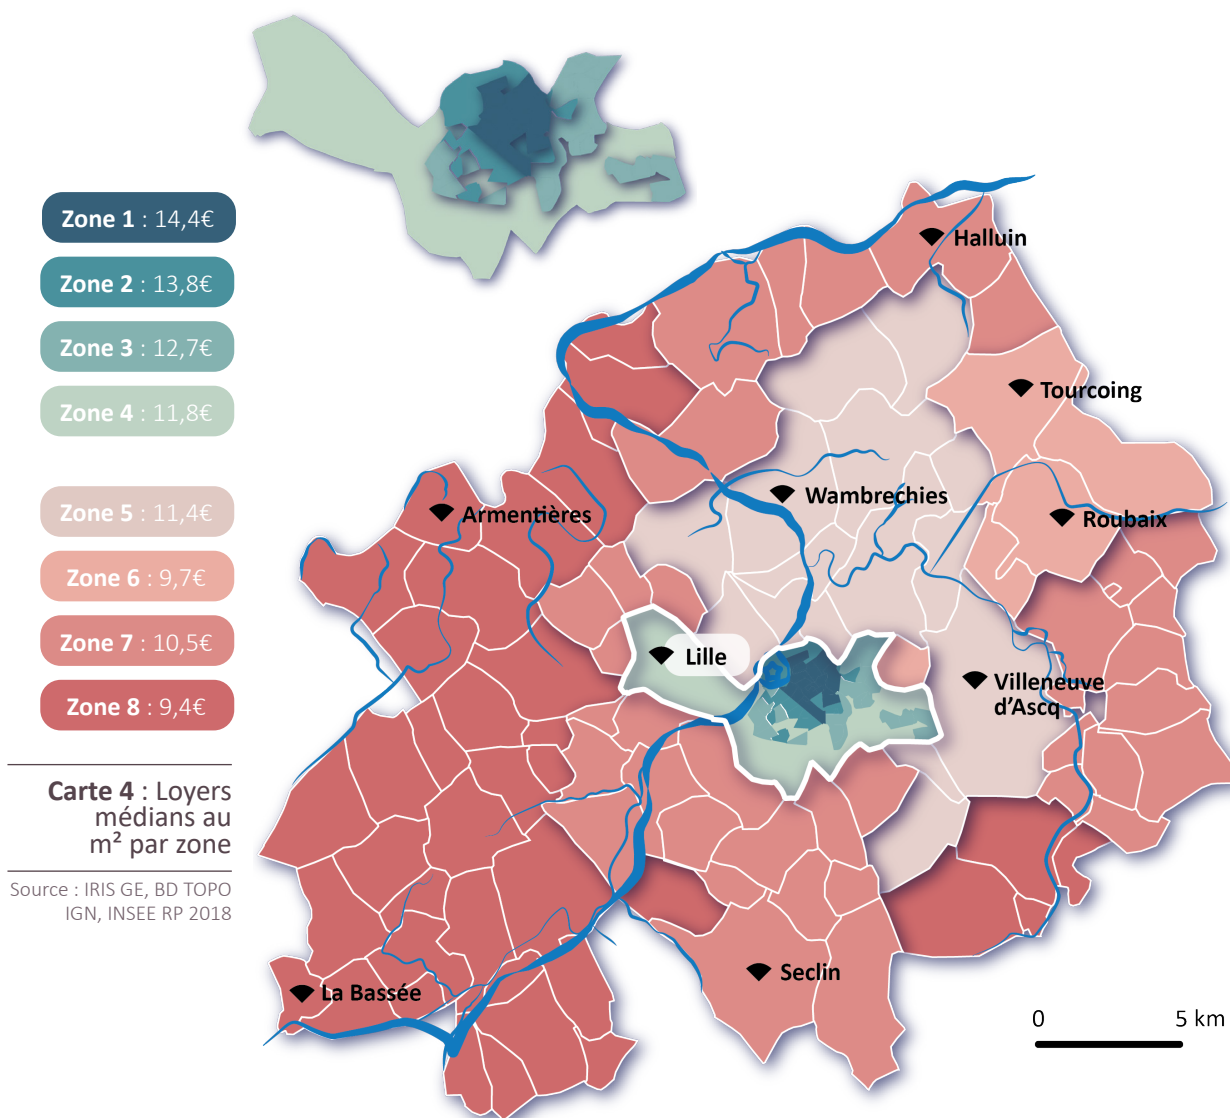 Zone 1 : 14,4€
Zone 2 : 13,8€
Zone 3 : 12,7€
Zone 4 : 11,8€
Zone 5 : 11,4€
Zone 6 : 9,7€
Zone 7 : 10,5€
Zone 8 : 9,4€
Carte 4 : Loyers
médians au
m² par zone
Source : IRIS GE, BD TOPO
IGN, INSEE RP 2018
Halluin
Tourcoing
Wambrechies
Armentières
Roubaix
Lille
Villeneuve
d'Ascq
Seclin
La Bassée
0 5 km